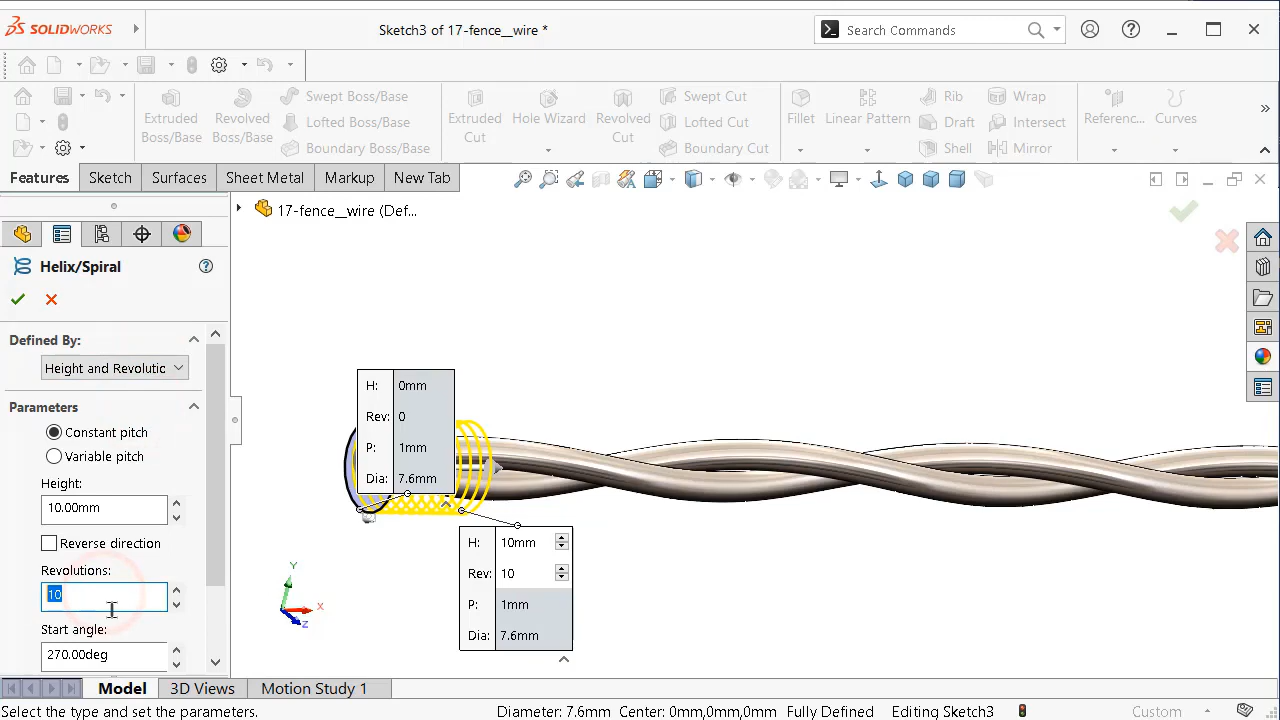 SOLIDWORKS
Sketch3 of 17-fence__wire *
Search Commands
Extruded Boss/Base
Revolved Boss/Base
Swept Boss/Base
Lofted Boss/Base
Boundary Boss/Base
Extruded Cut
Hole Wizard
Revolved Cut
Swept Cut
Lofted Cut
Boundary Cut
Fillet
Linear Pattern
Rib
Draft
Shell
Wrap
Intersect
Mirror
Referenc...
Curves
Features
Sketch
Surfaces
Sheet Metal
Markup
New Tab
17-fence__wire (Def...
Helix/Spiral
Defined By:
Height and Revolutic
Parameters
Constant pitch
Variable pitch
Height:
10.00mm
Reverse direction
Revolutions:
10
Start angle:
270.00deg
H: 0mm
Rev: 0
P: 1mm
Dia: 7.6mm
H: 10mm
Rev: 10
P: 1mm
Dia: 7.6mm
Y
X
Z
Model
3D Views
Motion Study 1
Select the type and set the parameters.
Diameter: 7.6mm Center: 0mm,0mm,0mm
Fully Defined
Editing Sketch3
Custom